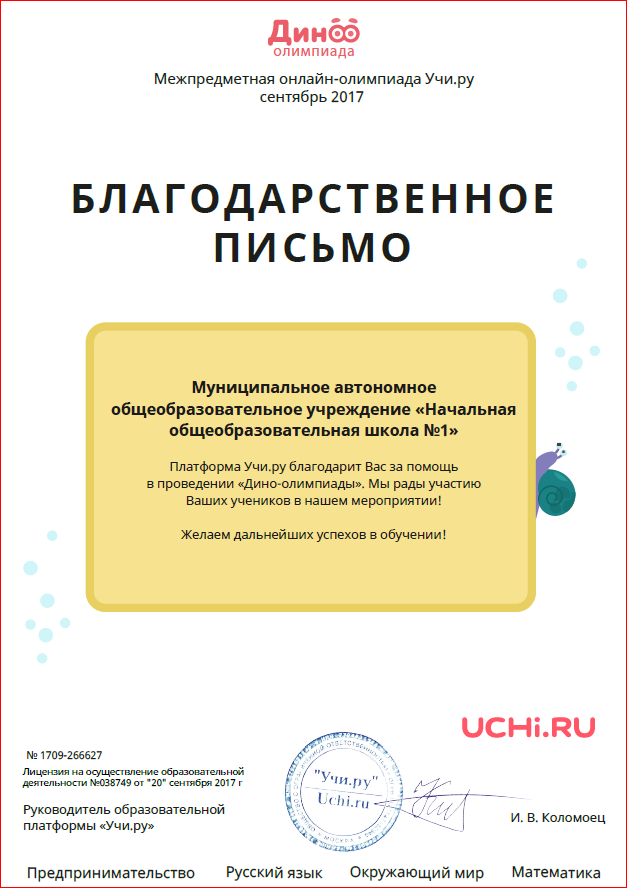 Дино
олимпиада
Межпредметная онлайн-олимпиада Учи.ру
сентябрь 2017
БЛАГОДАРСТВЕННОЕ
ПИСЬМО
Муниципальное автономное
общеобразовательное учреждение «Начальная
общеобразовательная школа №1»
Платформа Учи.ру благодарит Вас за помощь
в проведении «Дино-олимпиады». Мы рады участию
Ваших учеников в нашем мероприятии!
Желаем дальнейших успехов в обучении!
UCHi.RU
№ 1709-266627
Лицензия на осуществление образовательной
деятельности №038749 от "20" сентября 2017 г
Руководитель образовательной
платформы «Учи.ру»
"Учи.ру"
Uchi.ru
МОСКВА
И. В. Коломоец
Предпринимательство Русский язык Окружающий мир Математика